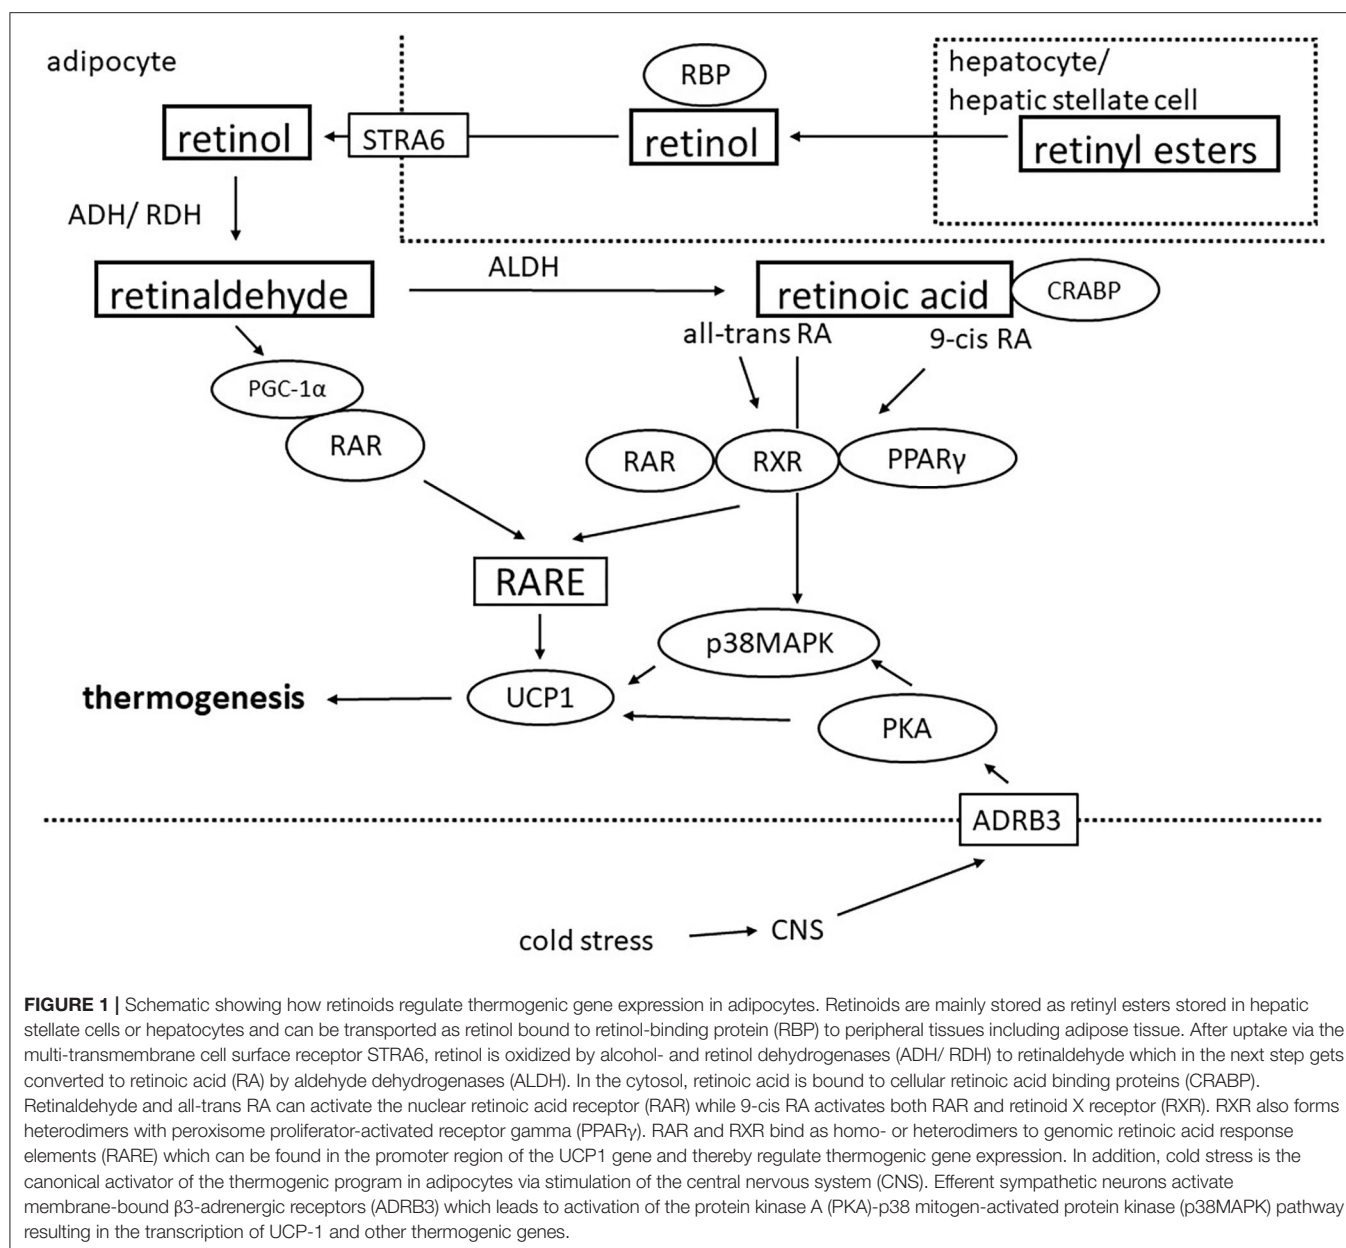 adipocyte
RBP
hepatocyte/
hepatic stellate cell
retinol
STRA6
retinol
retinyl esters
ADH/ RDH
ALDH
retinaldehyde
retinoic acid
CRABP
all-trans RA
9-cis RA
PGC-1α
RAR
RAR
RXR
PPARγ
RARE
p38MAPK
thermogenesis
UCP1
PKA
ADRB3
cold stress
CNS
FIGURE 1 | Schematic showing how retinoids regulate thermogenic gene expression in adipocytes. Retinoids are mainly stored as retinyl esters stored in hepatic
stellate cells or hepatocytes and can be transported as retinol bound to retinol-binding protein (RBP) to peripheral tissues including adipose tissue. After uptake via the
multi-transmembrane cell surface receptor STRA6, retinol is oxidized by alcohol- and retinol dehydrogenases (ADH/ RDH) to retinaldehyde which in the next step gets
converted to retinoic acid (RA) by aldehyde dehydrogenases (ALDH). In the cytosol, retinoic acid is bound to cellular retinoic acid binding proteins (CRABP).
Retinaldehyde and all-trans RA can activate the nuclear retinoic acid receptor (RAR) while 9-cis RA activates both RAR and retinoid X receptor (RXR). RXR also forms
heterodimers with peroxisome proliferator-activated receptor gamma (PPARγ). RAR and RXR bind as homo- or heterodimers to genomic retinoic acid response
elements (RARE) which can be found in the promoter region of the UCP1 gene and thereby regulate thermogenic gene expression. In addition, cold stress is the
canonical activator of the thermogenic program in adipocytes via stimulation of the central nervous system (CNS). Efferent sympathetic neurons activate
membrane-bound β3-adrenergic receptors (ADRB3) which leads to activation of the protein kinase A (PKA)-p38 mitogen-activated protein kinase (p38MAPK) pathway
resulting in the transcription of UCP-1 and other thermogenic genes.